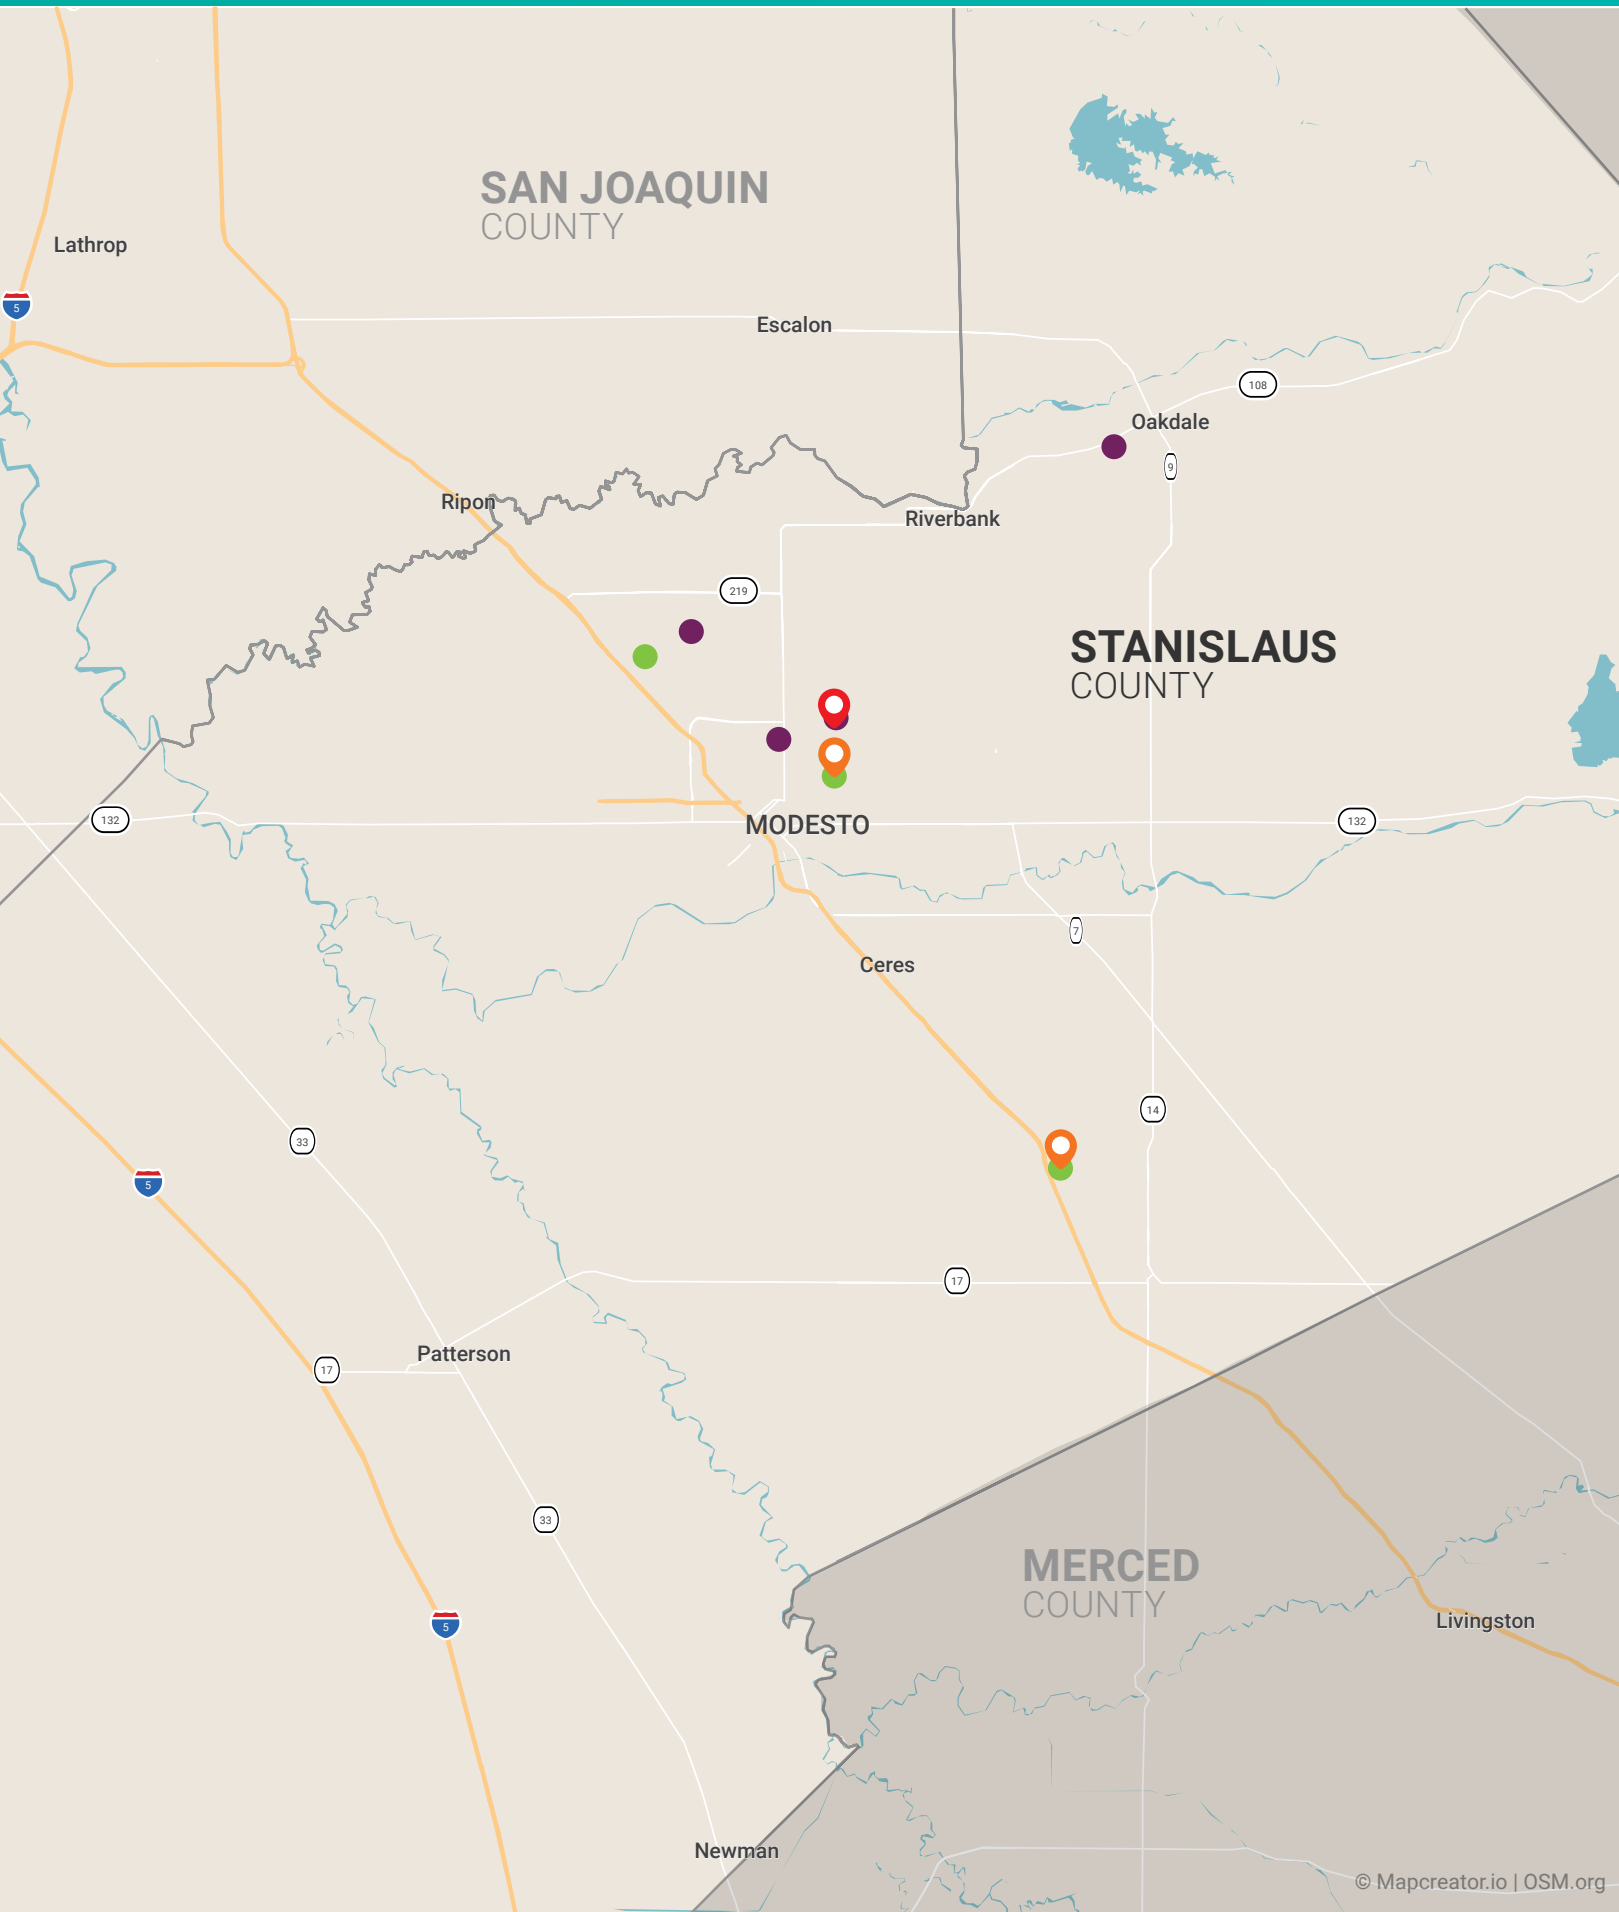 SAN JOAQUIN
COUNTY
Lathrop
5
Escalon
108
Oakdale
9
Ripon
Riverbank
219
STANISLAUS
COUNTY
132
MODESTO
132
7
Ceres
14
33
5
17
Patterson
17
33
MERCED
COUNTY
5
Livingston
Newman
© Mapcreator.io | OSM.org